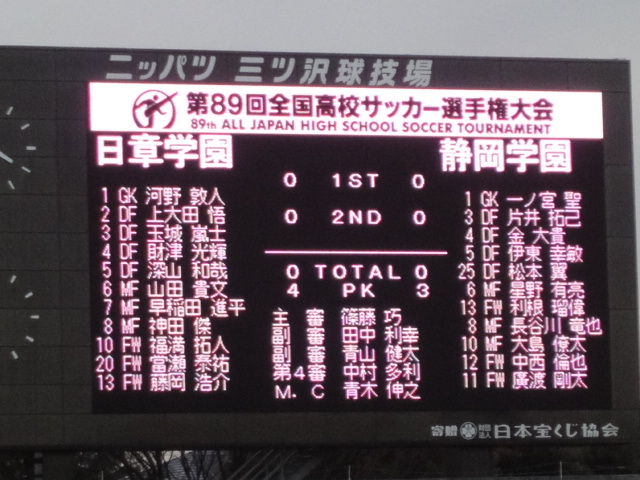 ニッパツ 三ツ沢球技場
第89回全国高校サッカー選手権大会
89th ALL JAPAN HIGH SCHOOL SOCCER TOURNAMENT
日章学園
静岡学園
0 1ST 0
0 2ND 0
0 TOTAL 0
4 PK 3
1 GK 河野 敦人
2 DF 上大田 悟
3 DF 玉城 嵐士
4 DF 財津 光輝
5 DF 深山 和哉
6 MF 山田 貴文
7 MF 早稲田 進平
8 MF 神田 傑
10 FW 福満 拓人
20 FW 富瀬 泰祐
13 FW 藤岡 浩介
主 審 篠藤 巧
副 審 田中 利幸
副 審 青山 健太
第4審 中村 多利
M. C 青木 伸之
1 GK 一ノ宮 聖
3 DF 片井 拓己
4 DF 金 大貴
5 DF 伊東 幸敏
25 DF 松本 翼
6 MF 星野 有亮
13 FW 利根 瑠偉
8 MF 長谷川 竜也
10 MF 大島 僚太
12 FW 中西 倫也
11 FW 廣渡 剛太
寄贈 財団法人 日本宝くじ協会